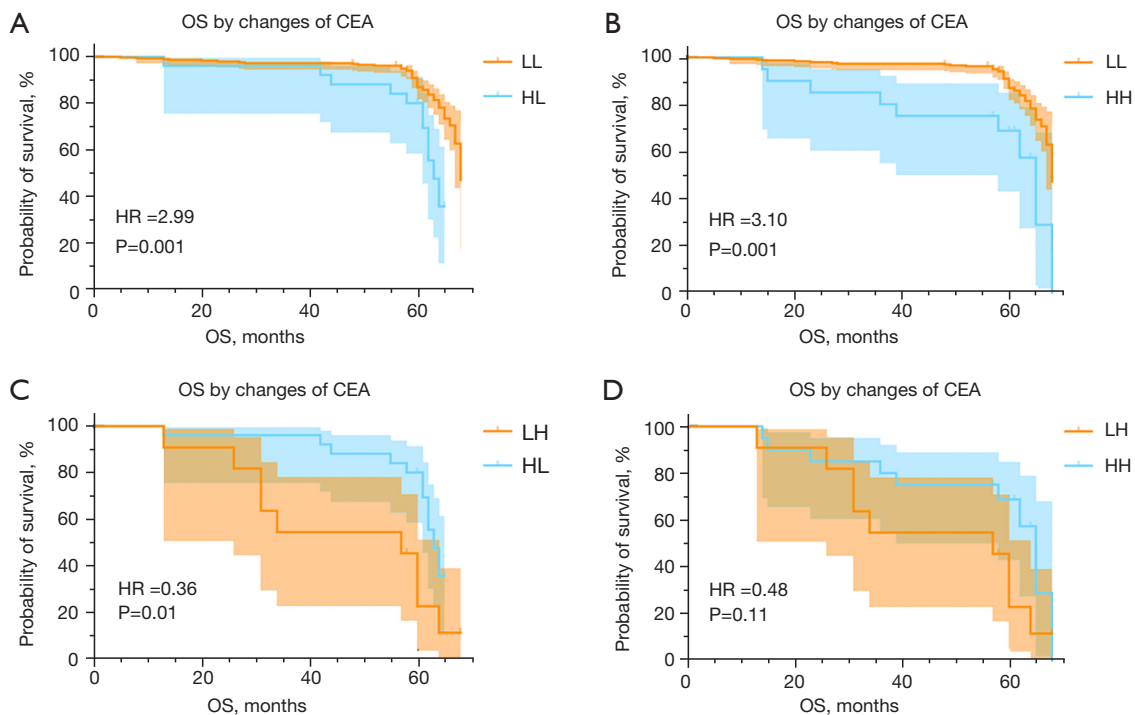 A
OS by changes of CEA
Probability of survival, %
100
80
60
40
20
0
0 20 40 60
OS, months
LL
HL
HR =2.99
P=0.001
B
OS by changes of CEA
Probability of survival, %
100
80
60
40
20
0
0 20 40 60
OS, months
LL
HH
HR =3.10
P=0.001
C
OS by changes of CEA
Probability of survival, %
100
80
60
40
20
0
0 20 40 60
OS, months
LH
HL
HR =0.36
P=0.01
D
OS by changes of CEA
Probability of survival, %
100
80
60
40
20
0
0 20 40 60
OS, months
LH
HH
HR =0.48
P=0.11